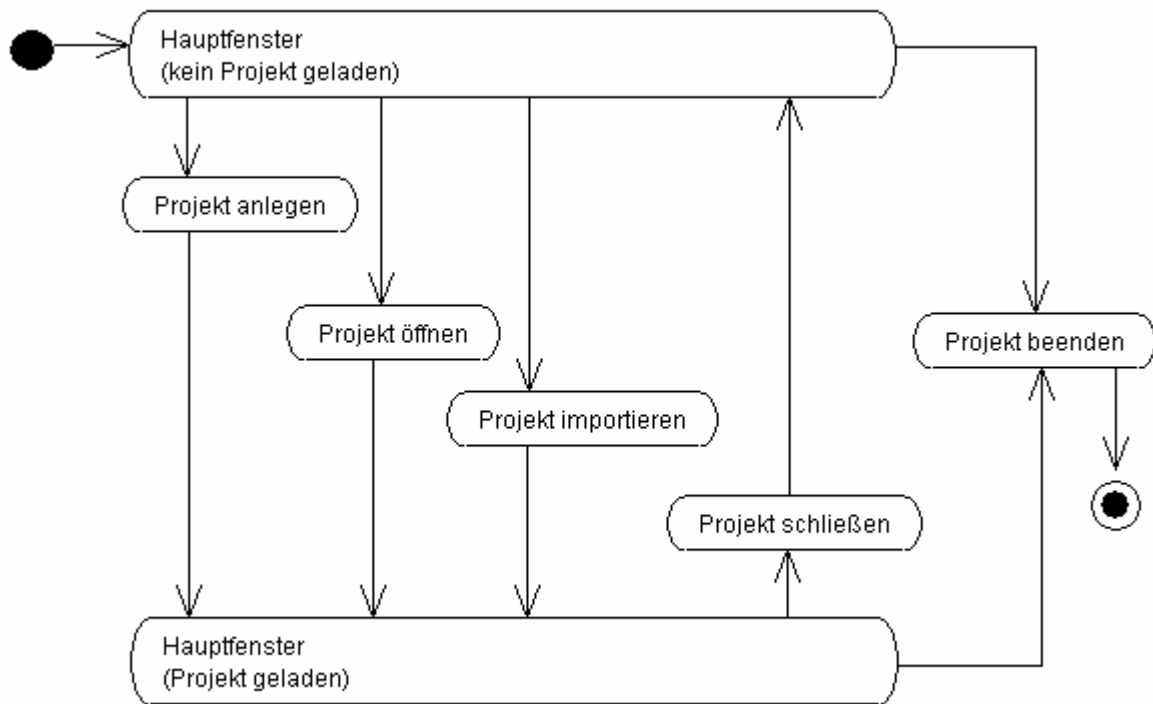 Hauptfenster
(kein Projekt geladen)
Projekt anlegen
Projekt öffnen
Projekt beenden
Projekt importieren
Projekt schließen
Hauptfenster
(Projekt geladen)